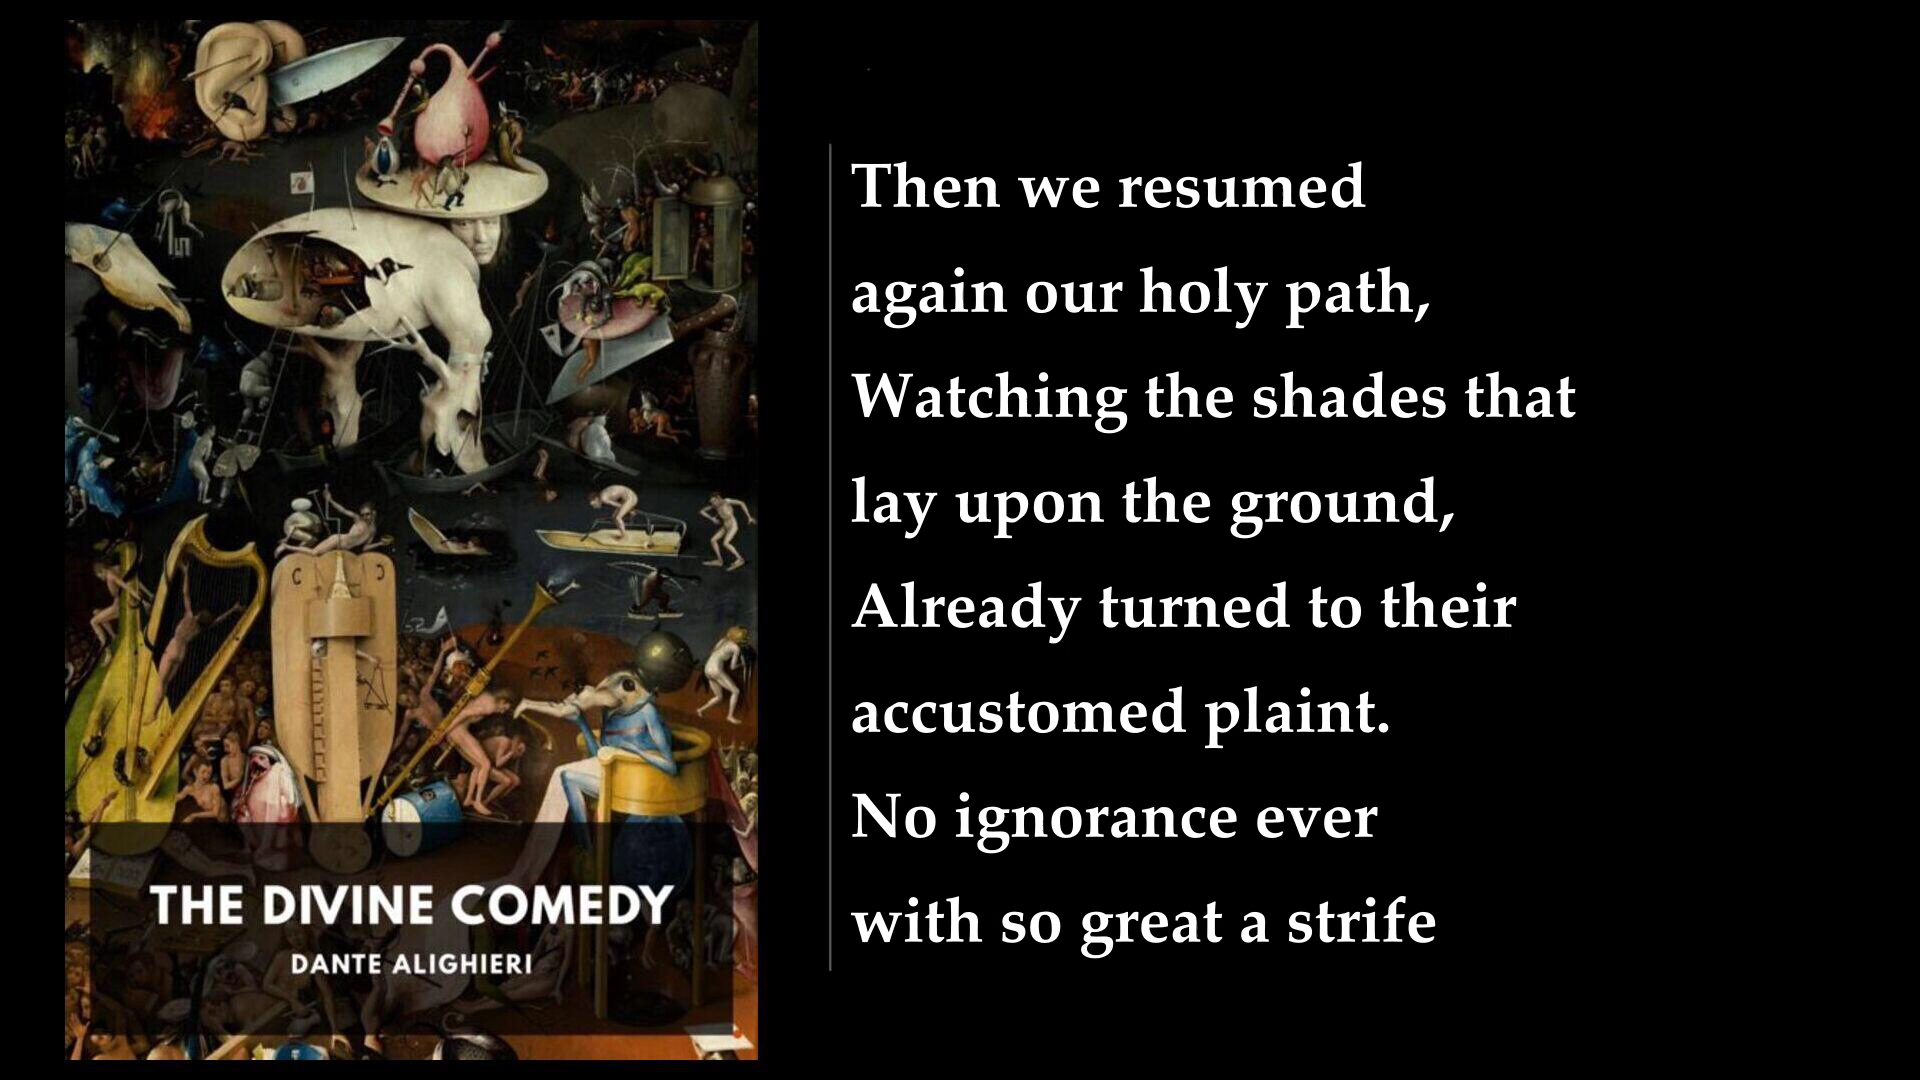 THE DIVINE COMEDY
DANTE ALIGHIERI
Then we resumed
again our holy path,
Watching the shades that
lay upon the ground,
Already turned to their
accustomed plaint.
No ignorance ever
with so great a strife